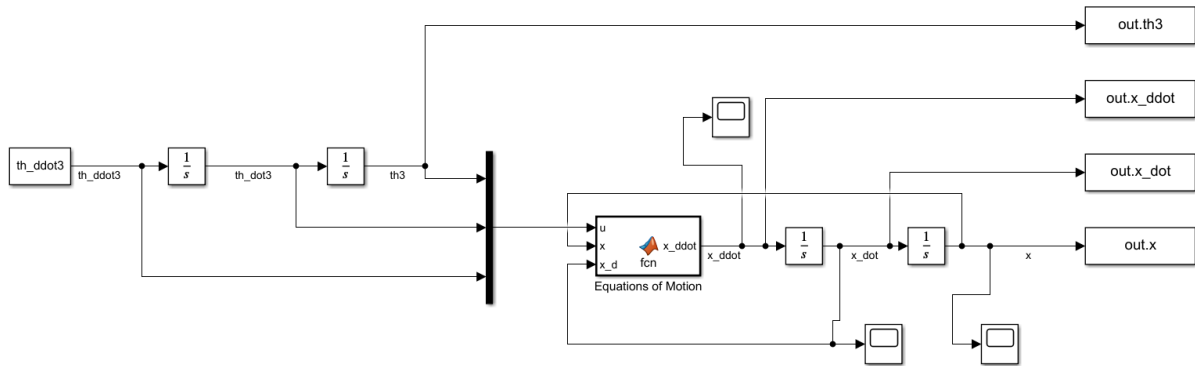 out.th3
out.x_ddot
out.x_dot
out.x
th_ddot3
th_ddot3
1
s
th_dot3
1
s
th3
u
x
x_d
fcn
x_ddot
Equations of Motion
x_ddot
1
s
x_dot
1
s
x